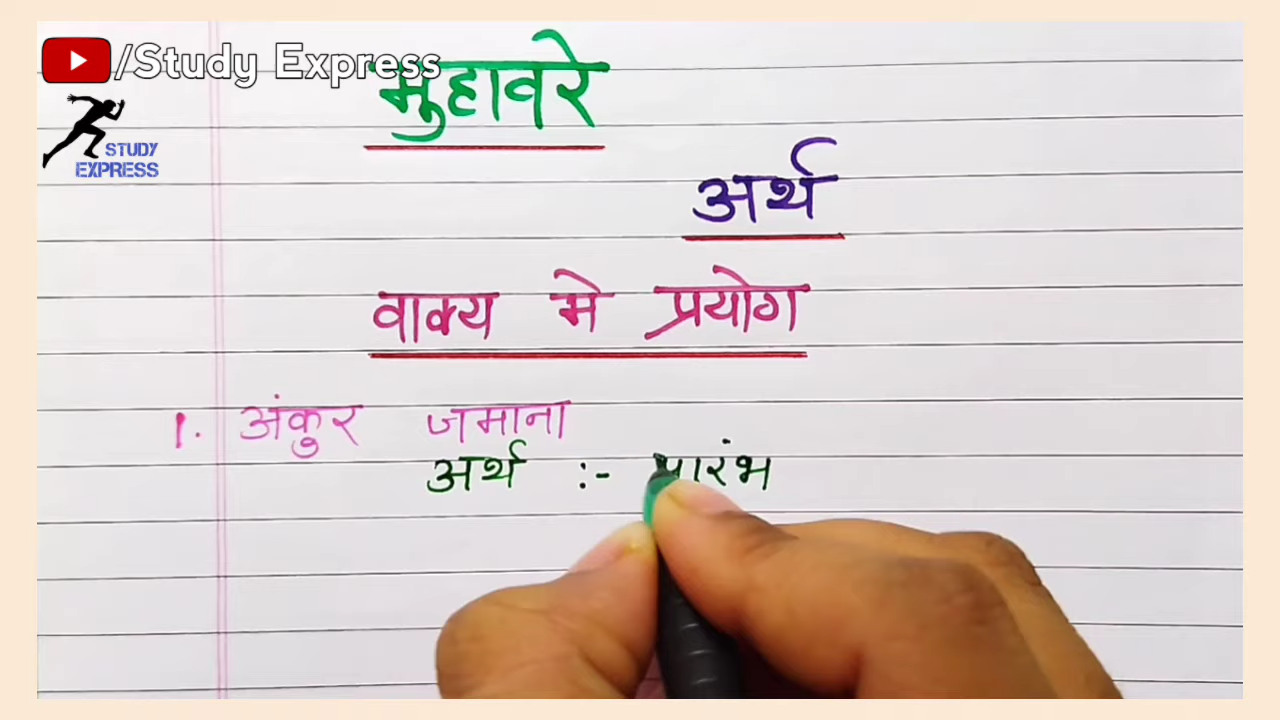 /Study Express
STUDY
EXPRESS
मुहावरे
अर्थ
वाक्य मे प्रयोग
1. अंकुर जमाना
अर्थ :- प्रारंभ